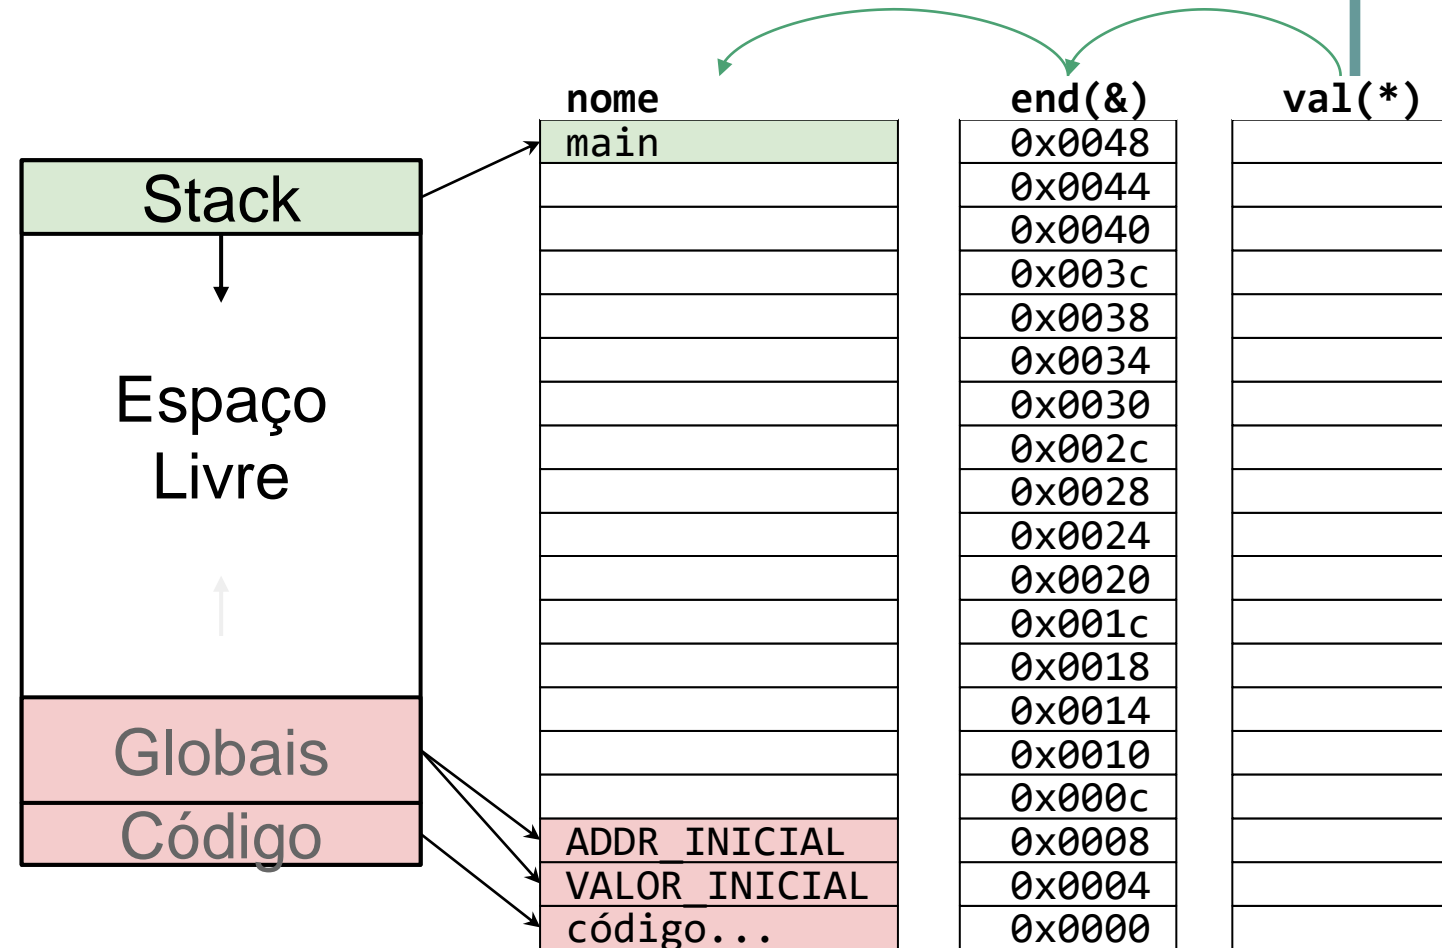 nome end(&) val(*)
main 0x0048
Stack
0x0044
0x0040
0x003c
0x0038
0x0034
Espaço
Livre
0x0030
0x002c
0x0028
0x0024
0x0020
0x001c
0x0018
0x0014
Globais
0x0010
0x000c
Código
ADDR_INICIAL 0x0008
VALOR_INICIAL 0x0004
código... 0x0000